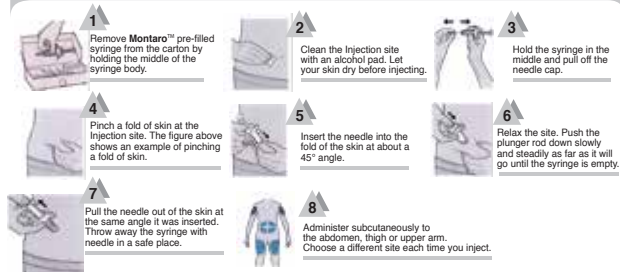 1
Remove Montaro™ pre-filled
syringe from the carton by
holding the middle of the
syringe body.
2
Clean the Injection site
with an alcohol pad. Let
your skin dry before injecting.
3
Hold the syringe in the
middle and pull off the
needle cap.
4
Pinch a fold of skin at the
Injection site. The figure above
shows an example of pinching
a fold of skin.
5
Insert the needle into the
fold of the skin at about a
45° angle.
6
Relax the site. Push the
plunger rod down slowly
and steadily as far as it will
go until the syringe is empty.
7
Pull the needle out of the skin at
the same angle it was inserted.
Throw away the syringe with
needle in a safe place.
8
Administer subcutaneously to
the abdomen, thigh or upper arm.
Choose a different site each time you inject.